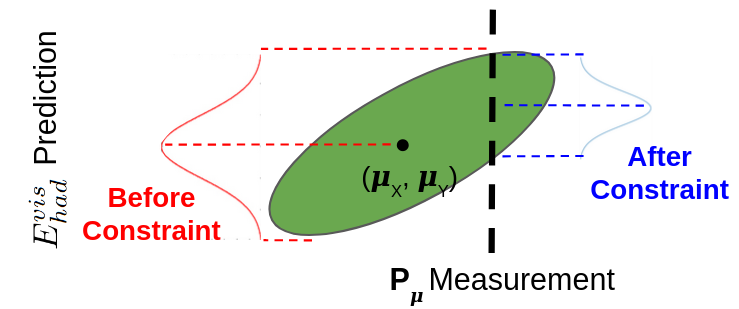 E^{vis}_{had} Prediction
Before
Constraint
(μ_X, μ_Y)
After
Constraint
P_μ Measurement